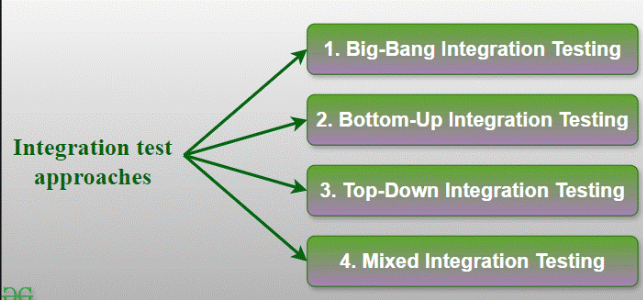 Integration test
approaches
1. Big-Bang Integration Testing
2. Bottom-Up Integration Testing
3. Top-Down Integration Testing
4. Mixed Integration Testing